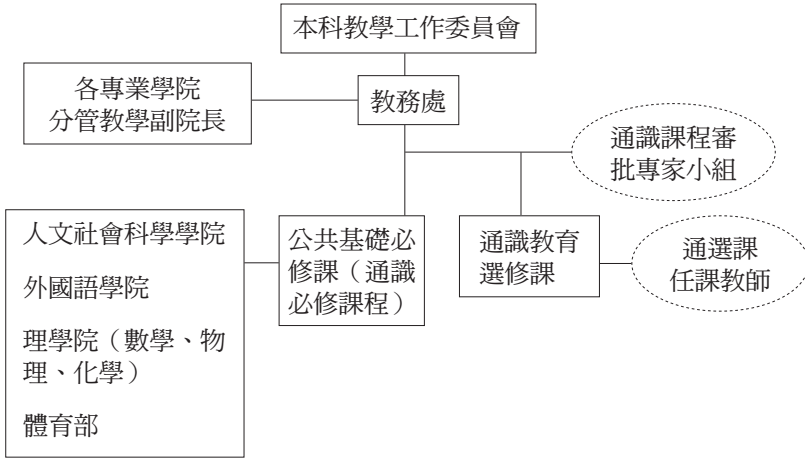 本科教學工作委員會
各專業學院
分管教學副院長
教務處
通識課程審
批專家小組
人文社會科學學院
外國語學院
理學院（數學、物
理、化學）
體育部
公共基礎必
修課（通識
必修課程）
通識教育
選修課
通選課
任課教師